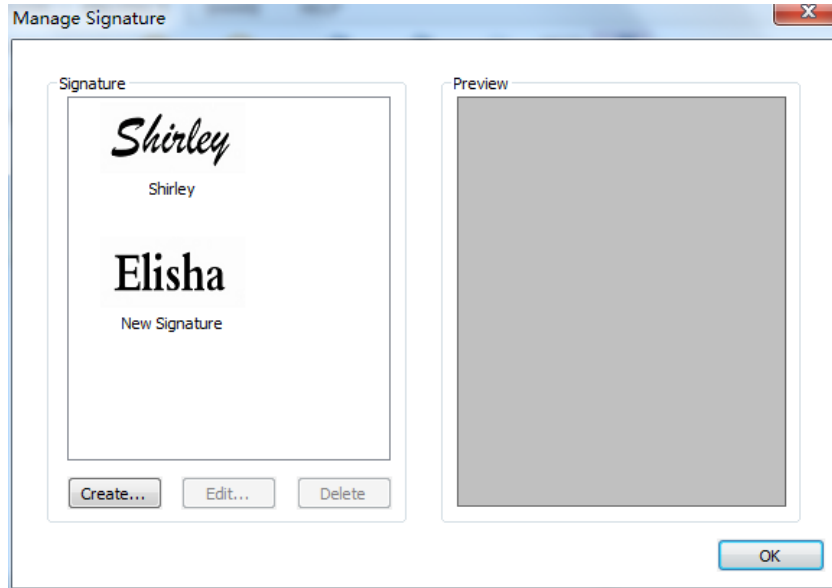 Manage Signature
Signature
Shirley
Shirley
Elisha
New Signature
Create...
Edit...
Delete
Preview
OK